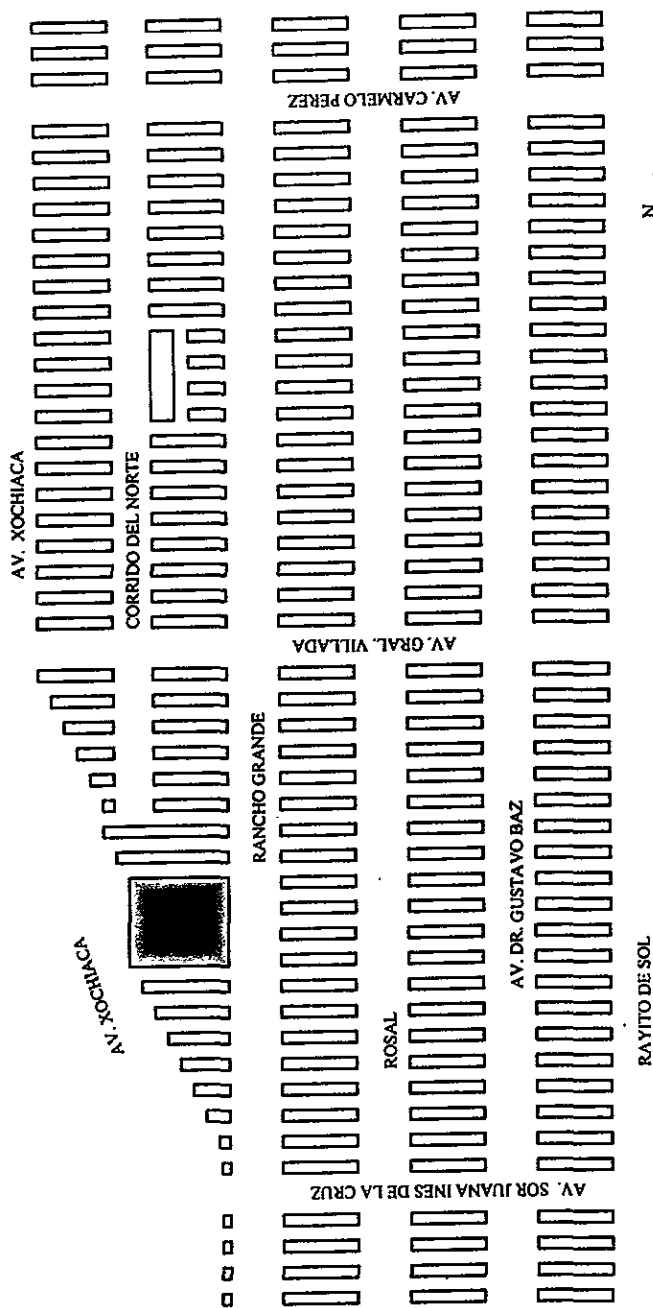 AV. XOCHIACA
AV. XOCHIACA
CORRIDO DEL NORTE
RANCHO GRANDE
ROSAL
AV. DR. GUSTAVO BAZ
RAYITO DE SOL
N
AV. SOR JUANA INES DE LA CRUZ
AV. GRAL. VILLADA
AV. CARMELO PEREZ